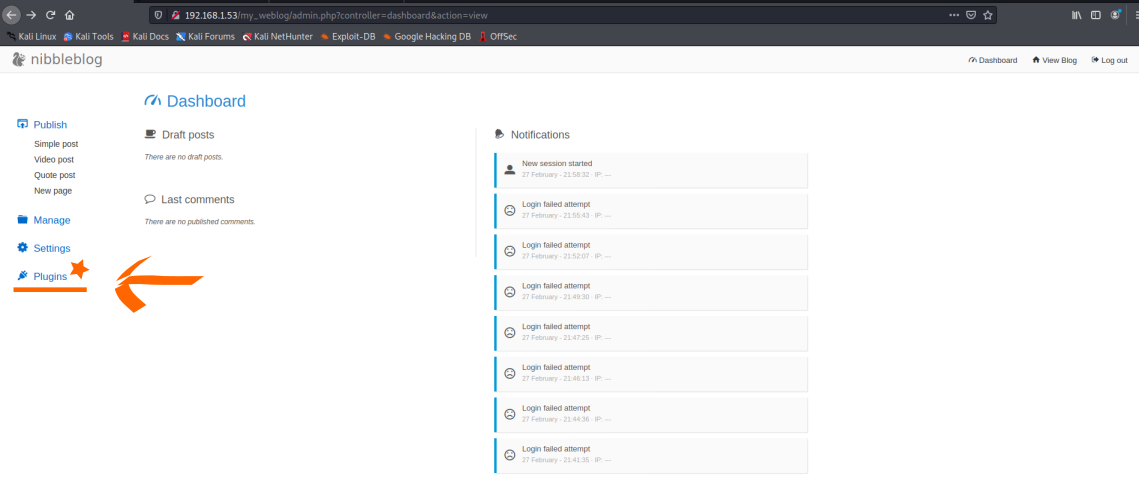 192.168.1.53/my_weblog/admin.php?controller=dashboard&action=view
Kali Linux Kali Tools Kali Docs Kali Forums Kali NetHunter Exploit-DB Google Hacking DB OffSec
nibbleblog
Dashboard View Blog Log out
Dashboard
Publish
Simple post
Video post
Quote post
New page
Manage
Settings
Plugins
Draft posts
There are no draft posts.
Last comments
There are no published comments.
Notifications
New session started
27 February - 21:58:32 · IP: ---
Login failed attempt
27 February - 21:55:43 · IP: ---
Login failed attempt
27 February - 21:52:07 · IP: ---
Login failed attempt
27 February - 21:49:36 · IP: ---
Login failed attempt
27 February - 21:47:25 · IP: ---
Login failed attempt
27 February - 21:46:13 · IP: ---
Login failed attempt
27 February - 21:44:36 · IP: ---
Login failed attempt
27 February - 21:41:35 · IP: ---